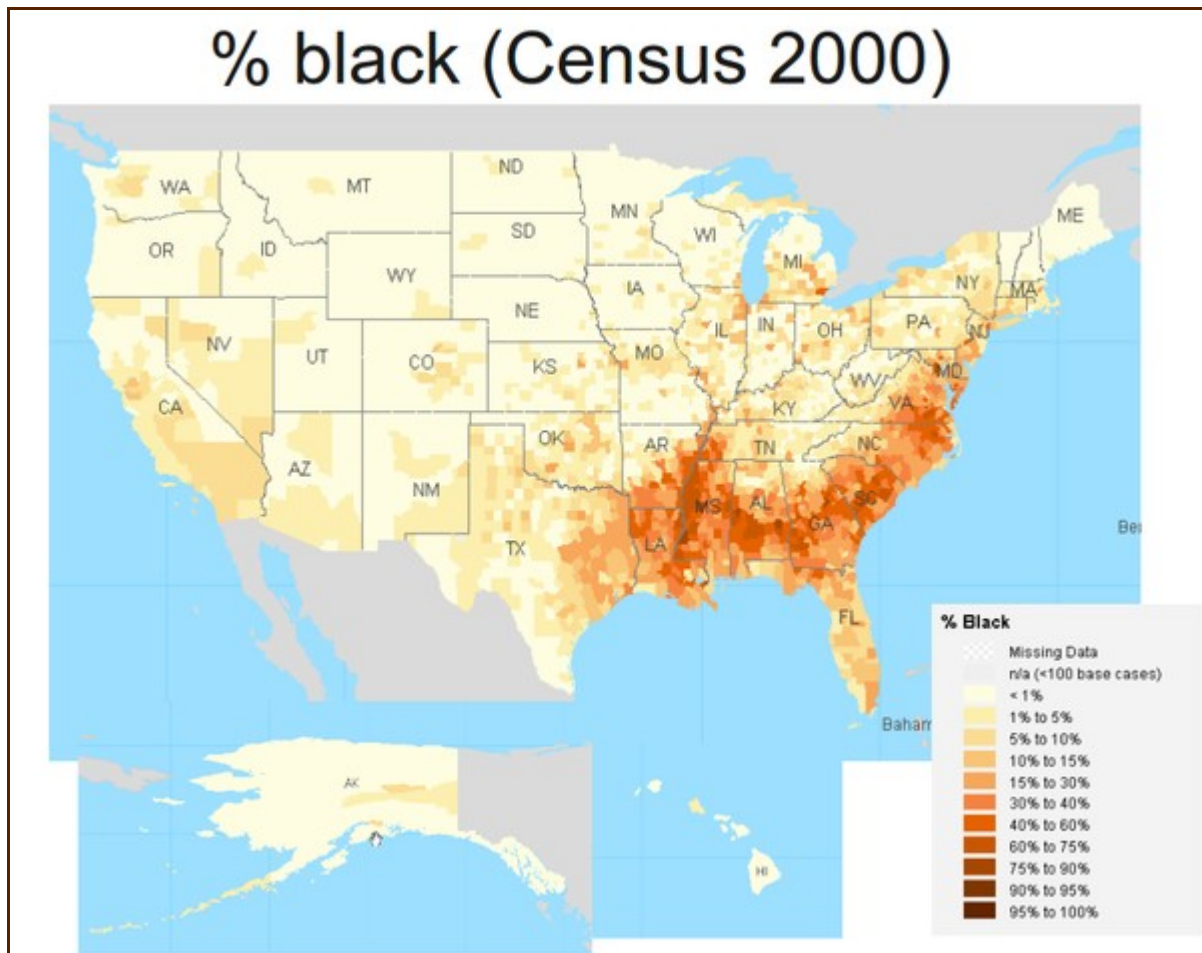 % black (Census 2000)
WA
MT
ND
MN
ME
OR
ID
SD
WI
WY
MI
NY
MA
IA
NE
PA
NV
UT
IL
IN
OH
NJ
CO
KS
MO
WV
MD
CA
KY
VA
OK
AR
TN
NC
AZ
NM
MS
AL
SC
GA
TX
LA
FL
Baham
AK
HI
% Black
Missing Data
n/a (<100 base cases)
< 1%
1% to 5%
5% to 10%
10% to 15%
15% to 30%
30% to 40%
40% to 60%
60% to 75%
75% to 90%
90% to 95%
95% to 100%